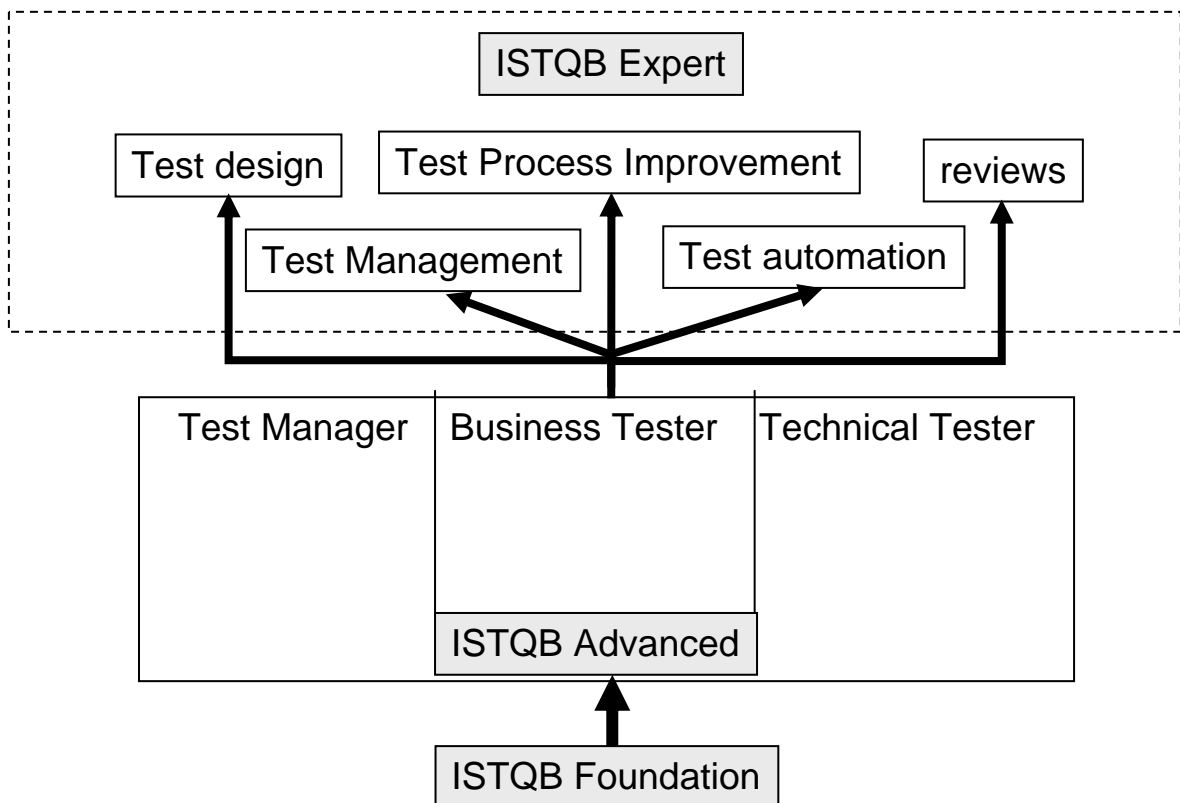 ISTQB Expert
Test design
Test Process Improvement
reviews
Test Management
Test automation
Test Manager
Business Tester
Technical Tester
ISTQB Advanced
ISTQB Foundation